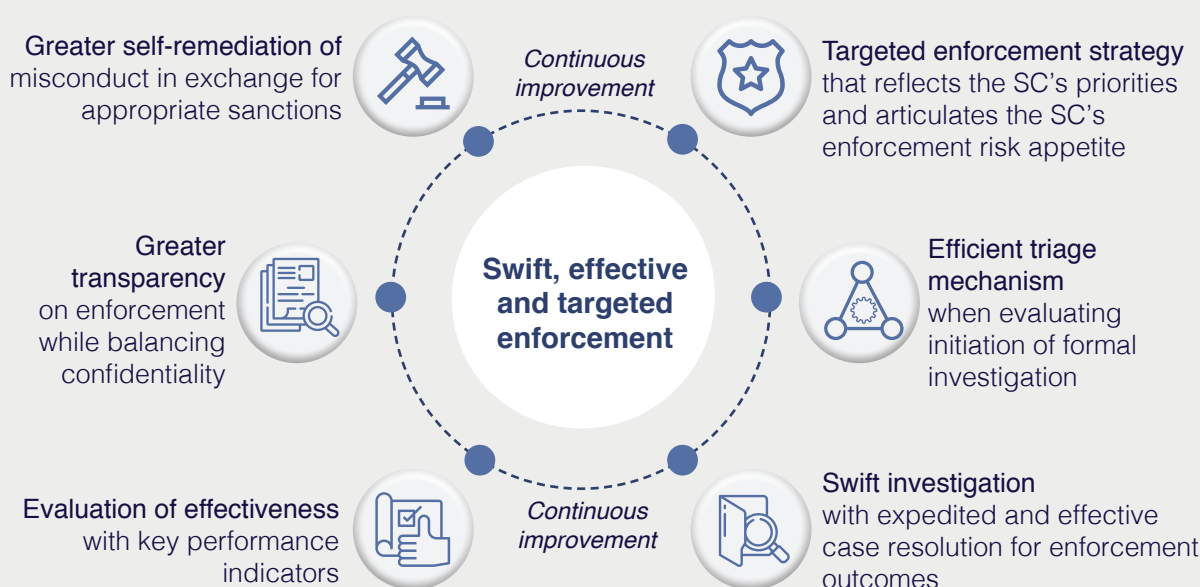 Greater self-remediation of
misconduct in exchange for
appropriate sanctions
Continuous
improvement
Targeted enforcement strategy
that reflects the SC's priorities
and articulates the SC's
enforcement risk appetite
Greater
transparency
on enforcement
while balancing
confidentiality
Swift, effective
and targeted
enforcement
Efficient triage
mechanism
when evaluating
initiation of formal
investigation
Evaluation of effectiveness
with key performance
indicators
Continuous
improvement
Swift investigation
with expedited and effective
case resolution for enforcement
outcomes